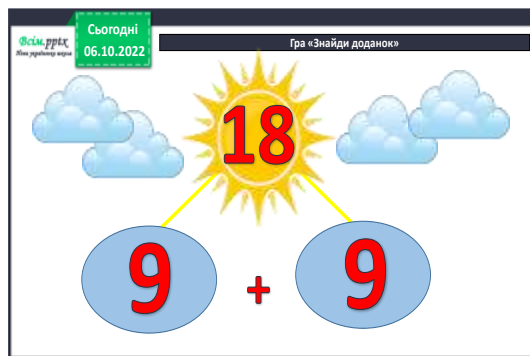 Сьогодні
06.10.2022
Всім.pptx
Нова українська школа
Гра «Знайди доданок»
18
9 + 9